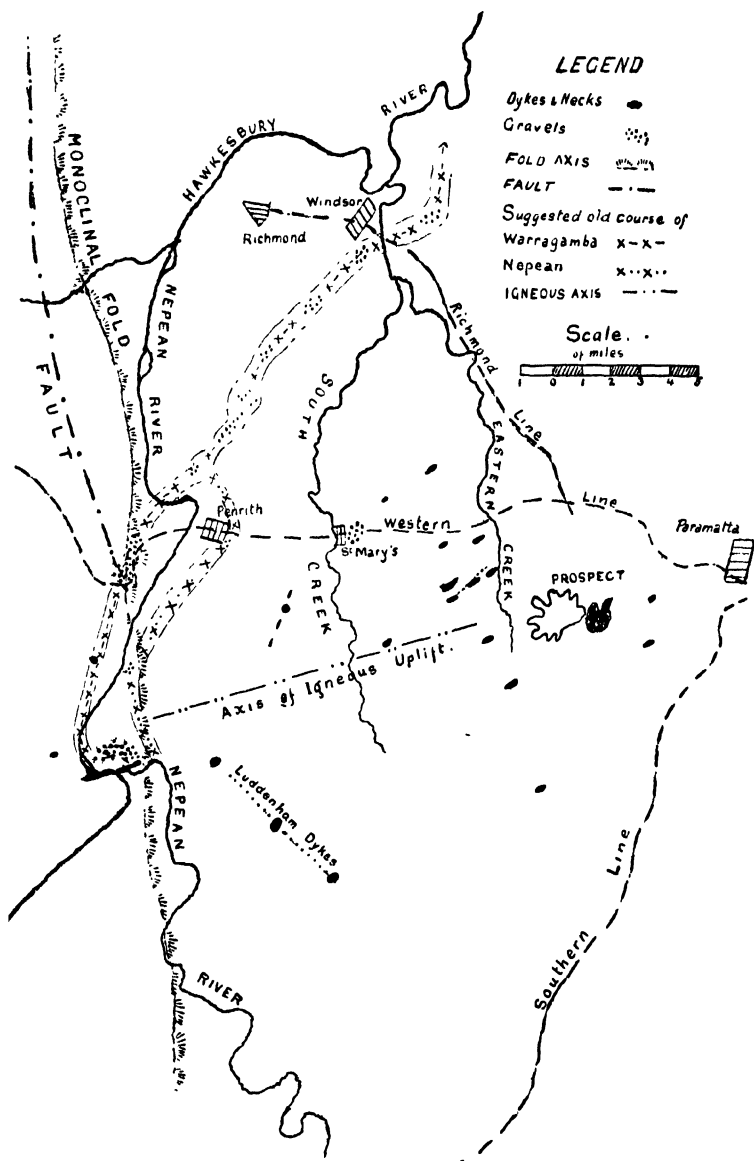 LEGEND
Dykes & Necks
Gravels
FOLD AXIS
FAULT
Suggested old course of
Warragamba x-x-
Nepean x..x..
IGNEOUS AXIS
Scale.
of miles
1 0 1 2 3 4 5
HAWKESBURY
RIVER
MONOCLINAL
FOLD
FAULT
Windsor
Richmond
NEPEAN
RIVER
SOUTH
CREEK
Richmond
Line
EASTERN
CREEK
Penrith
St Mary's
Western
Line
Paramatta
PROSPECT
Axis of Igneous Uplift.
Luddenham Dykes
NEPEAN
RIVER
Southern
Line